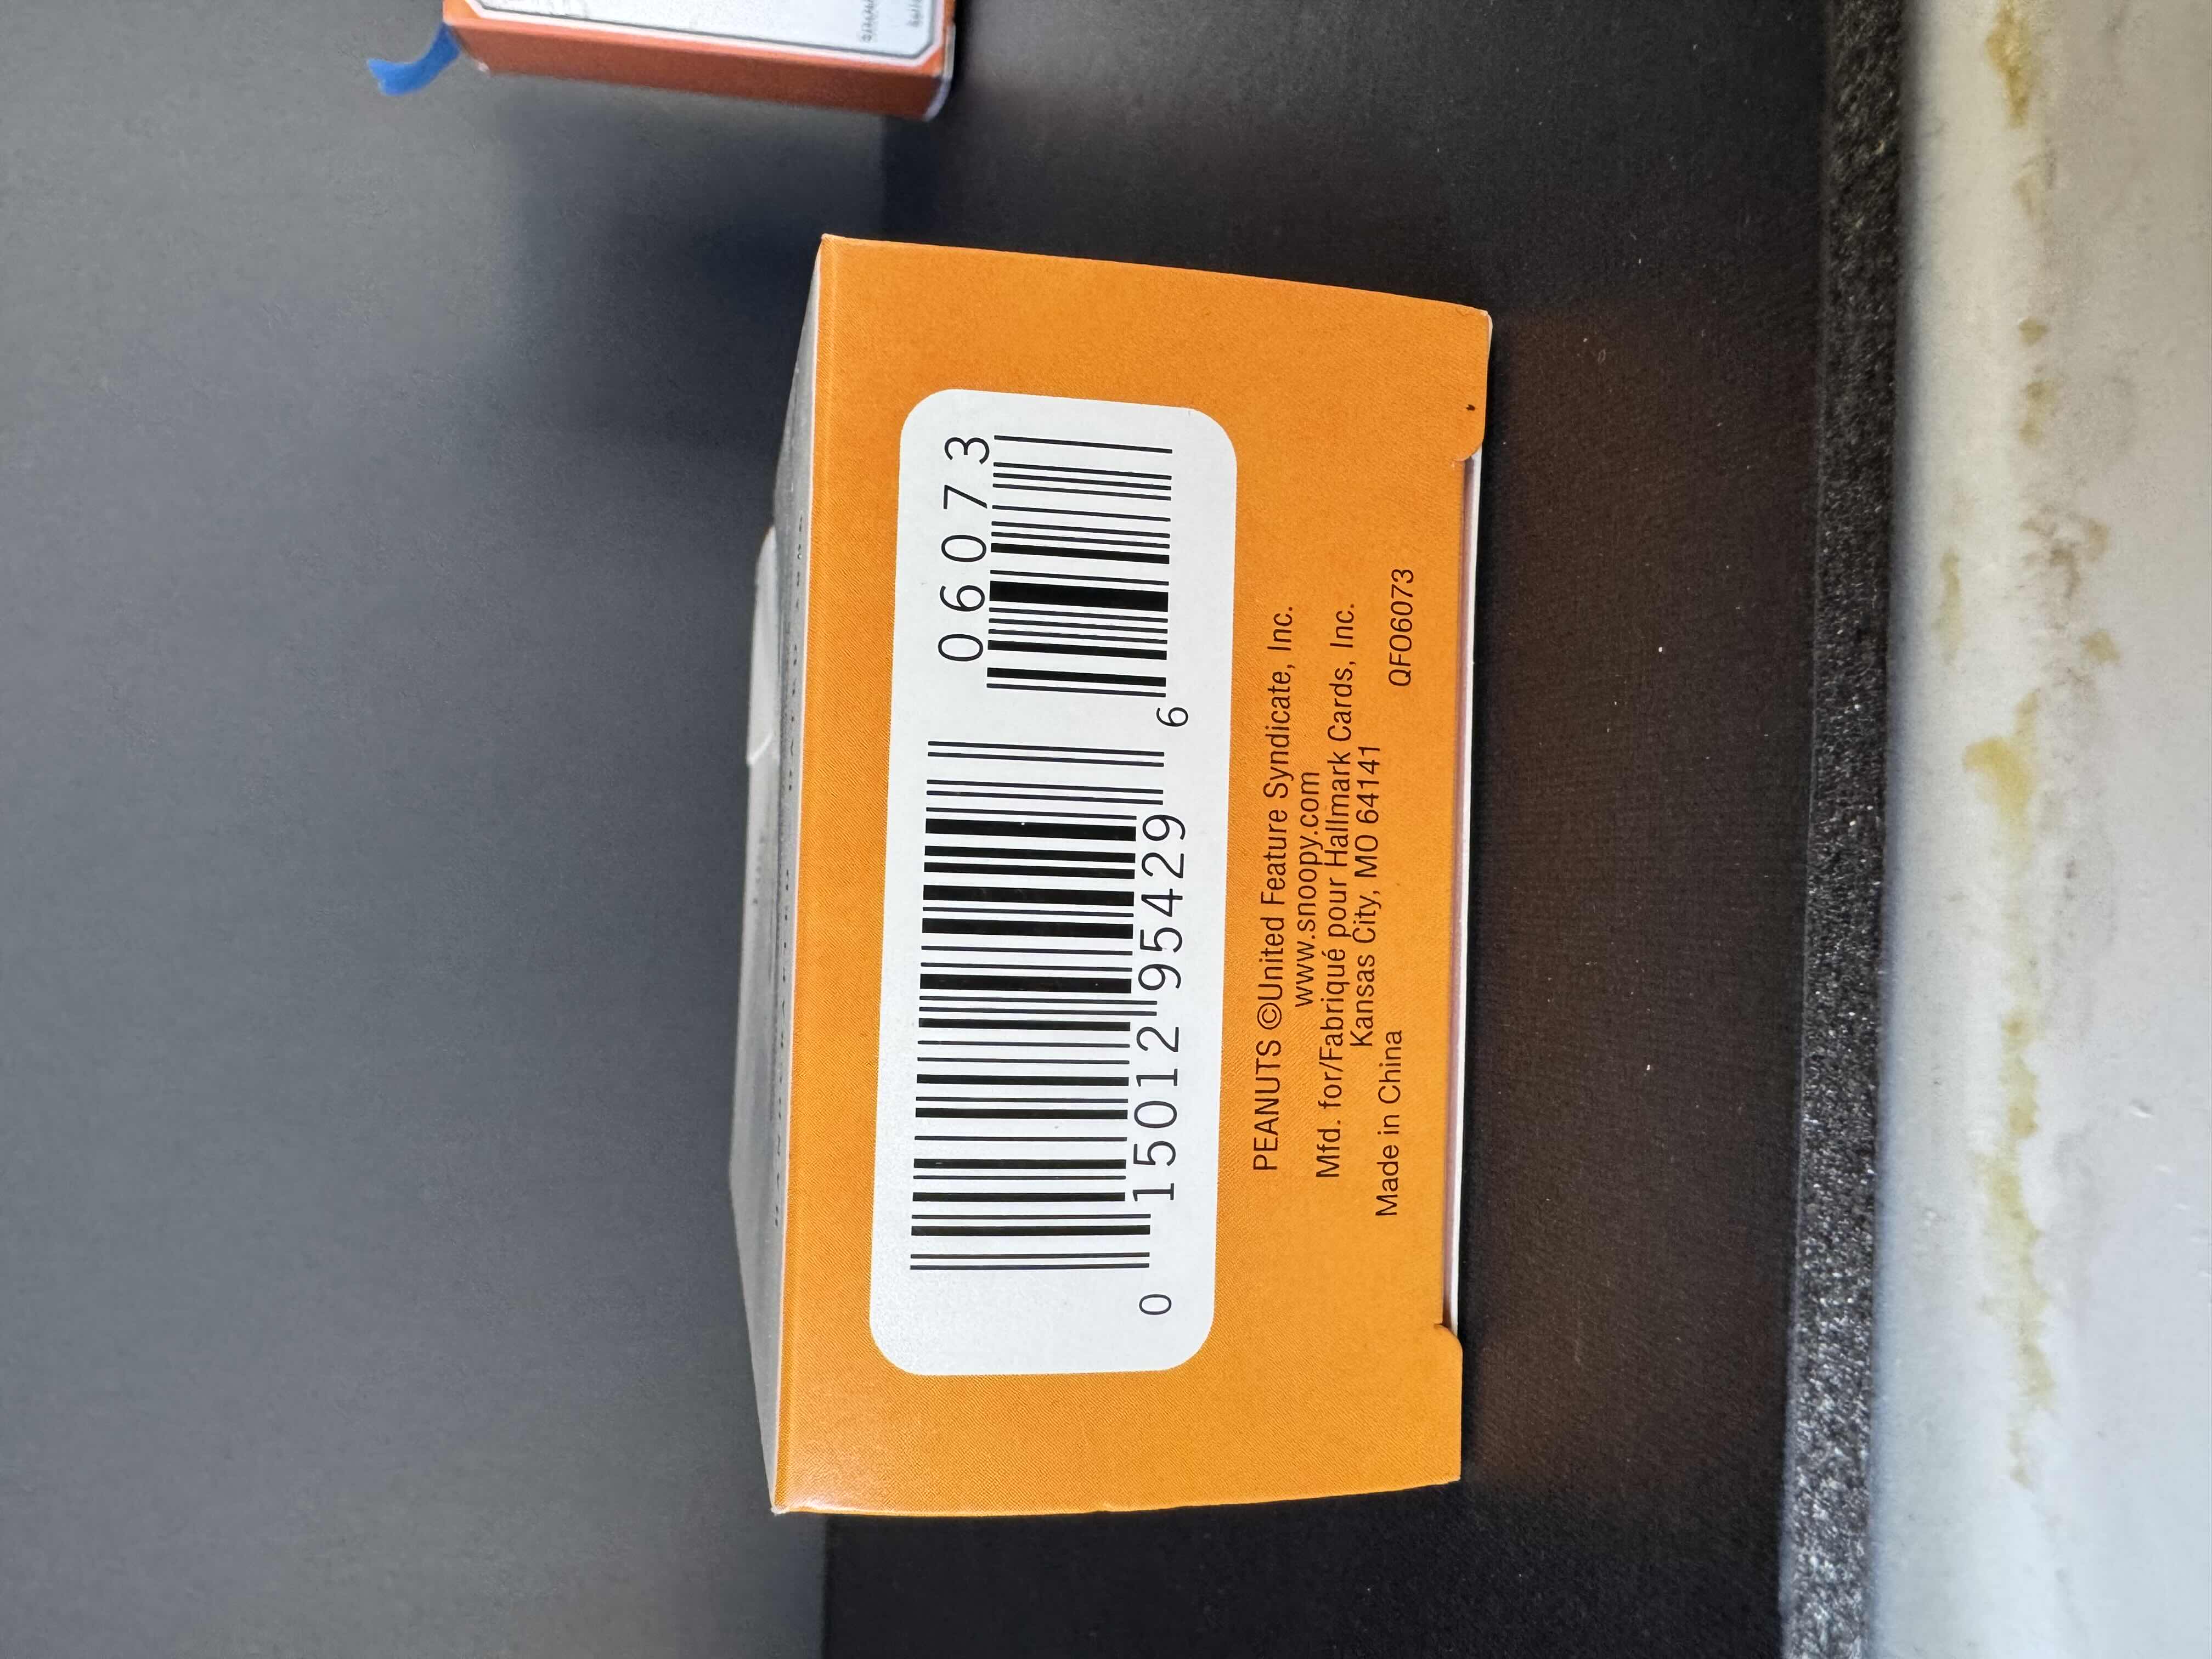 06073
0 15012 95429 6
PEANUTS ©United Feature Syndicate, Inc.
www.snoopy.com
Mfd. for/Fabriqué pour Hallmark Cards, Inc.
Kansas City, MO 64141
Made in China QFO6073